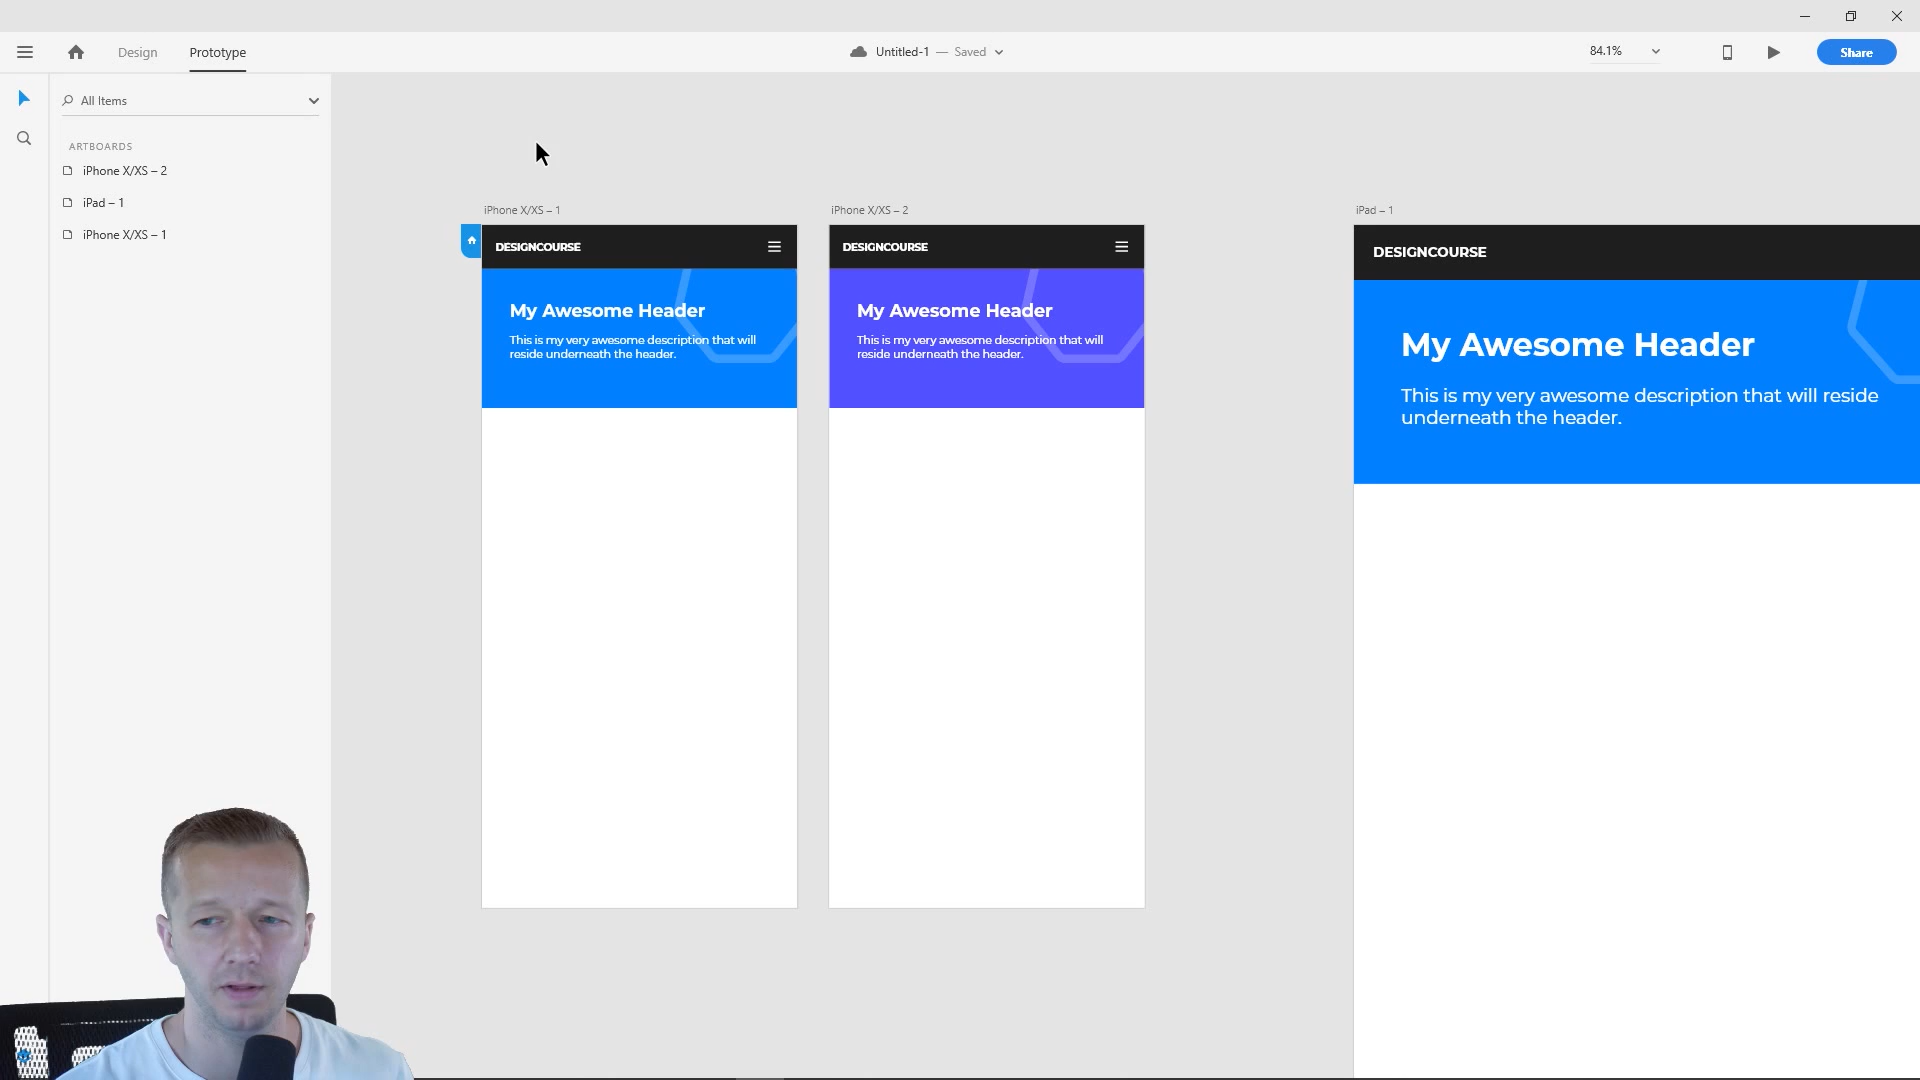 Design
Prototype
Untitled-1 — Saved
84.1%
Share
All Items
ARTBOARDS
iPhone X/XS – 2
iPad – 1
iPhone X/XS – 1
iPhone X/XS – 1
DESIGNCOURSE
My Awesome Header
This is my very awesome description that will
reside underneath the header.
iPhone X/XS – 2
DESIGNCOURSE
My Awesome Header
This is my very awesome description that will
reside underneath the header.
iPad – 1
DESIGNCOURSE
My Awesome Header
This is my very awesome description that will reside
underneath the header.